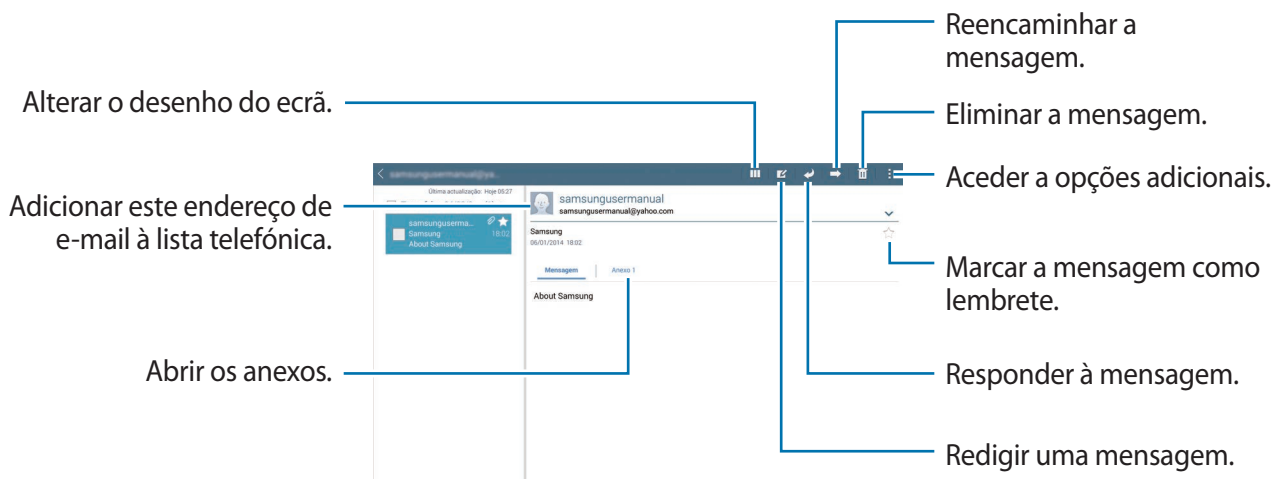 Reencaminhar a
mensagem.
Alterar o desenho do ecrã.
Eliminar a mensagem.
Aceder a opções adicionais.
Adicionar este endereço de
e-mail à lista telefónica.
Marcar a mensagem como
lembrete.
Abrir os anexos.
Responder à mensagem.
Redigir uma mensagem.
Última actualização: Hoje 05:27
samsunguserma...
Samsung 18:02
About Samsung
samsungusermanual
samsungusermanual@yahoo.com
Samsung
06/01/2014 18:02
Mensagem Anexo 1
About Samsung